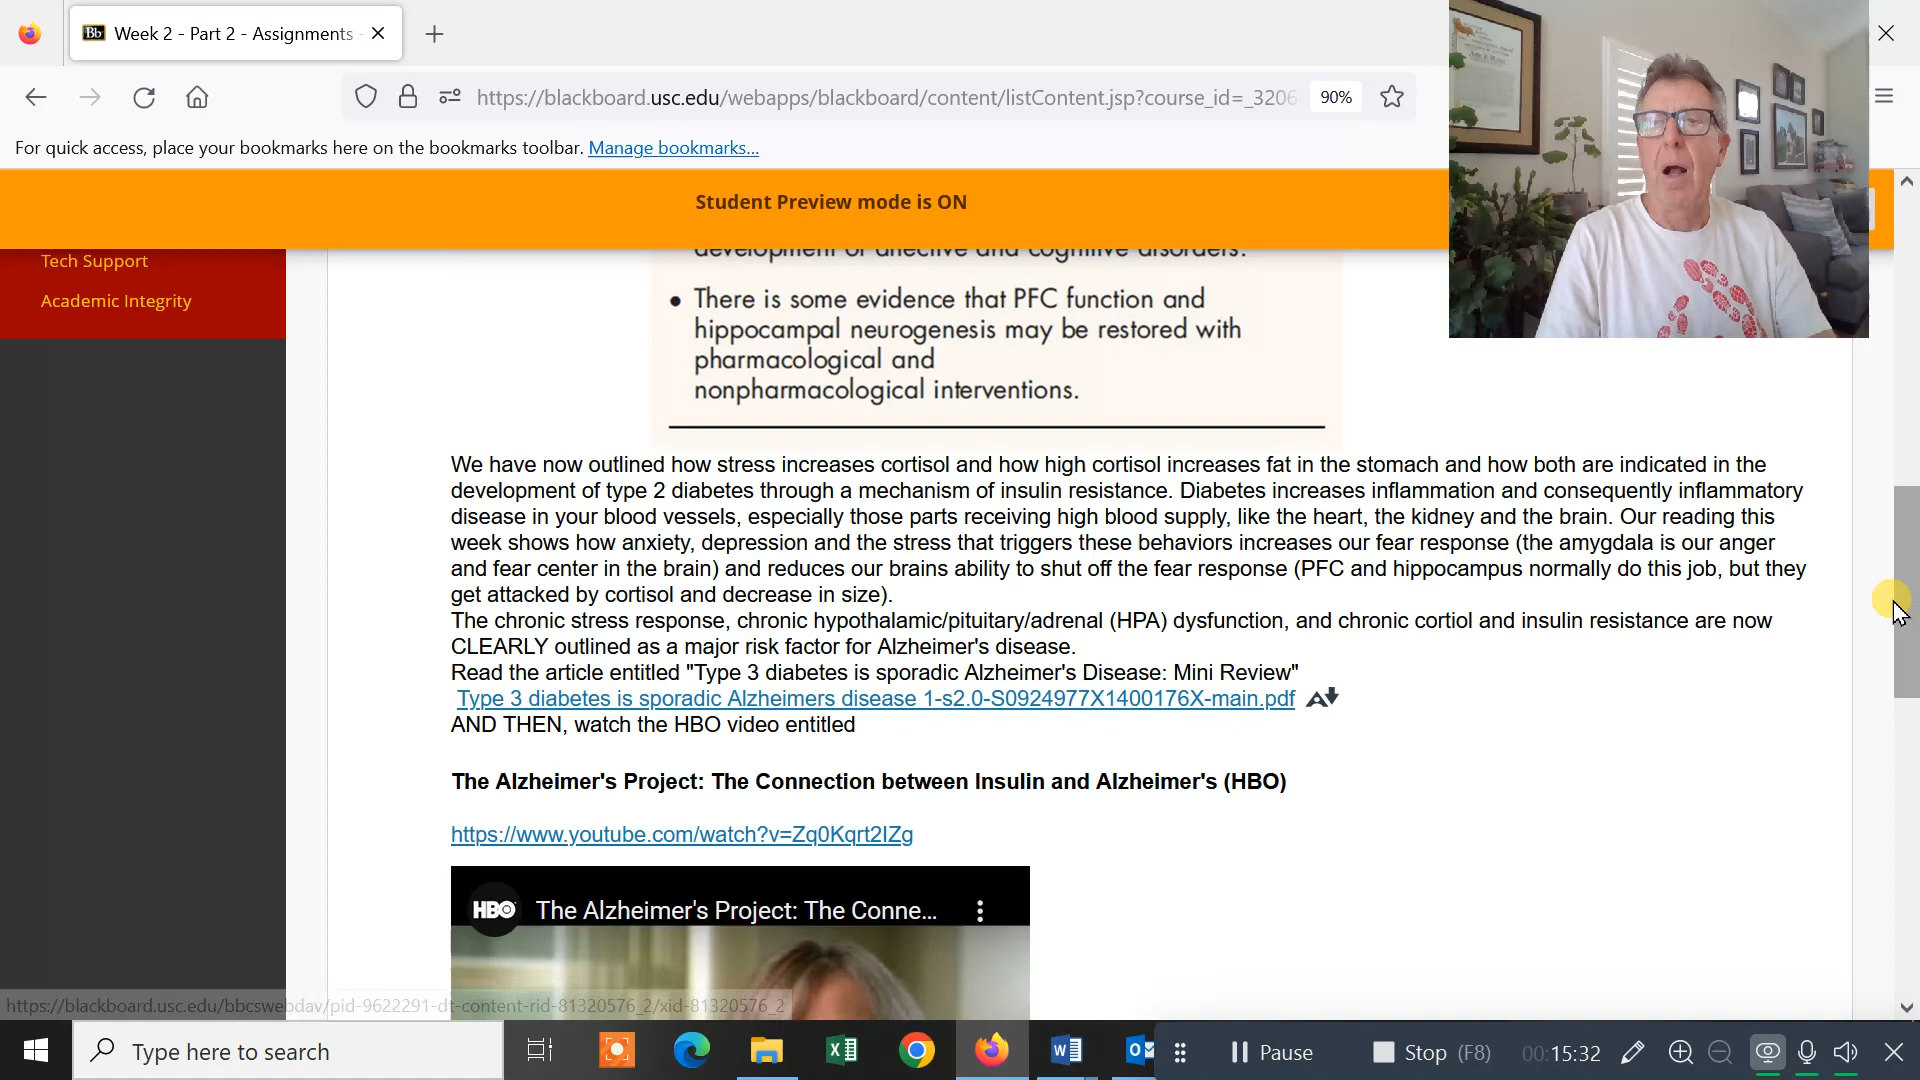 Week 2 - Part 2 - Assignments -
https://blackboard.usc.edu/webapps/blackboard/content/listContent.jsp?course_id=_3206
90%
For quick access, place your bookmarks here on the bookmarks toolbar. Manage bookmarks...
Student Preview mode is ON
Tech Support
Academic Integrity
development of affective and cognitive disorders.
• There is some evidence that PFC function and
hippocampal neurogenesis may be restored with
pharmacological and
nonpharmacological interventions.
We have now outlined how stress increases cortisol and how high cortisol increases fat in the stomach and how both are indicated in the
development of type 2 diabetes through a mechanism of insulin resistance. Diabetes increases inflammation and consequently inflammatory
disease in your blood vessels, especially those parts receiving high blood supply, like the heart, the kidney and the brain. Our reading this
week shows how anxiety, depression and the stress that triggers these behaviors increases our fear response (the amygdala is our anger
and fear center in the brain) and reduces our brains ability to shut off the fear response (PFC and hippocampus normally do this job, but they
get attacked by cortisol and decrease in size).
The chronic stress response, chronic hypothalamic/pituitary/adrenal (HPA) dysfunction, and chronic cortiol and insulin resistance are now
CLEARLY outlined as a major risk factor for Alzheimer's disease.
Read the article entitled "Type 3 diabetes is sporadic Alzheimer's Disease: Mini Review"
Type 3 diabetes is sporadic Alzheimers disease 1-s2.0-S0924977X1400176X-main.pdf
AND THEN, watch the HBO video entitled
The Alzheimer's Project: The Connection between Insulin and Alzheimer's (HBO)
https://www.youtube.com/watch?v=Zq0Kqrt2IZg
HBO The Alzheimer's Project: The Conne...
https://blackboard.usc.edu/bbcswebdav/pid-9622291-dt-content-rid-81320576_2/xid-81320576_2
Type here to search
Pause
Stop (F8)
00:15:32